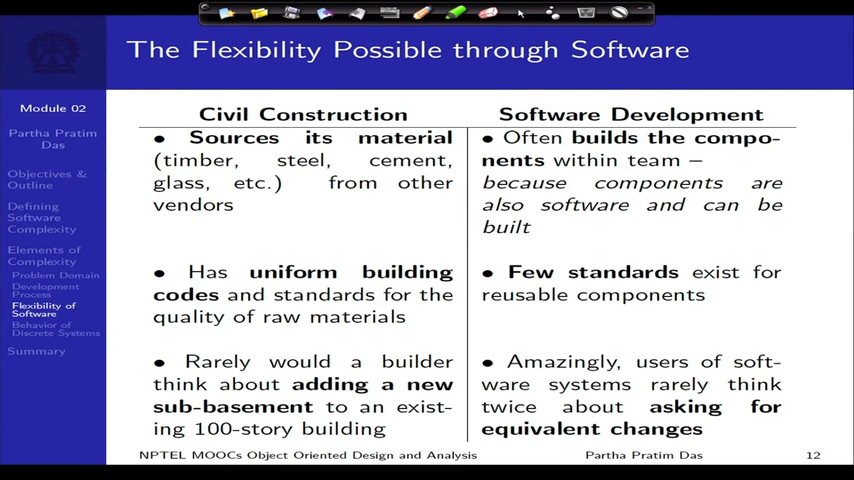 The Flexibility Possible through Software
Module 02
Partha Pratim
Das
Objectives &
Outline
Defining
Software
Complexity
Elements of
Complexity
Problem Domain
Development
Process
Flexibility of
Software
Behavior of
Discrete Systems
Summary
Civil Construction
• Sources its material
(timber, steel, cement,
glass, etc.) from other
vendors
• Has uniform building
codes and standards for the
quality of raw materials
• Rarely would a builder
think about adding a new
sub-basement to an exist-
ing 100-story building
Software Development
• Often builds the compo-
nents within team –
because components are
also software and can be
built
• Few standards exist for
reusable components
• Amazingly, users of soft-
ware systems rarely think
twice about asking for
equivalent changes
NPTEL MOOCs Object Oriented Design and Analysis
Partha Pratim Das
12